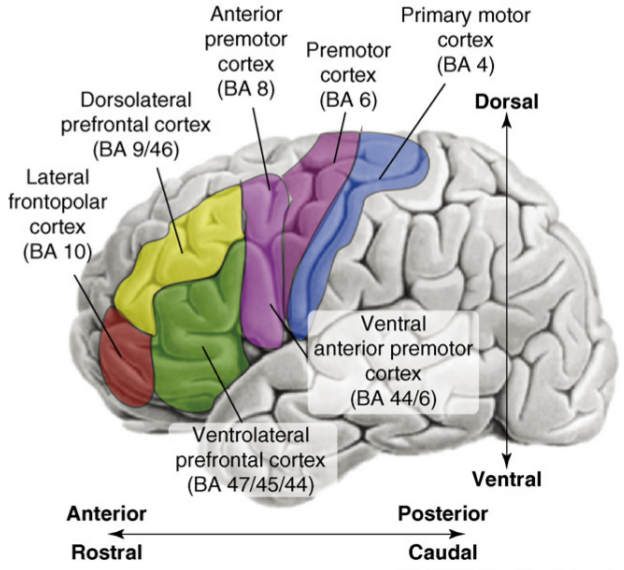 Anterior
premotor
cortex
(BA 8)
Primary motor
cortex
(BA 4)
Premotor
cortex
(BA 6)
Dorsolateral
prefrontal cortex
(BA 9/46)
Dorsal
Lateral
frontopolar
cortex
(BA 10)
Ventral
anterior premotor
cortex
(BA 44/6)
Ventrolateral
prefrontal cortex
(BA 47/45/44)
Ventral
Anterior
Posterior
Rostral
Caudal